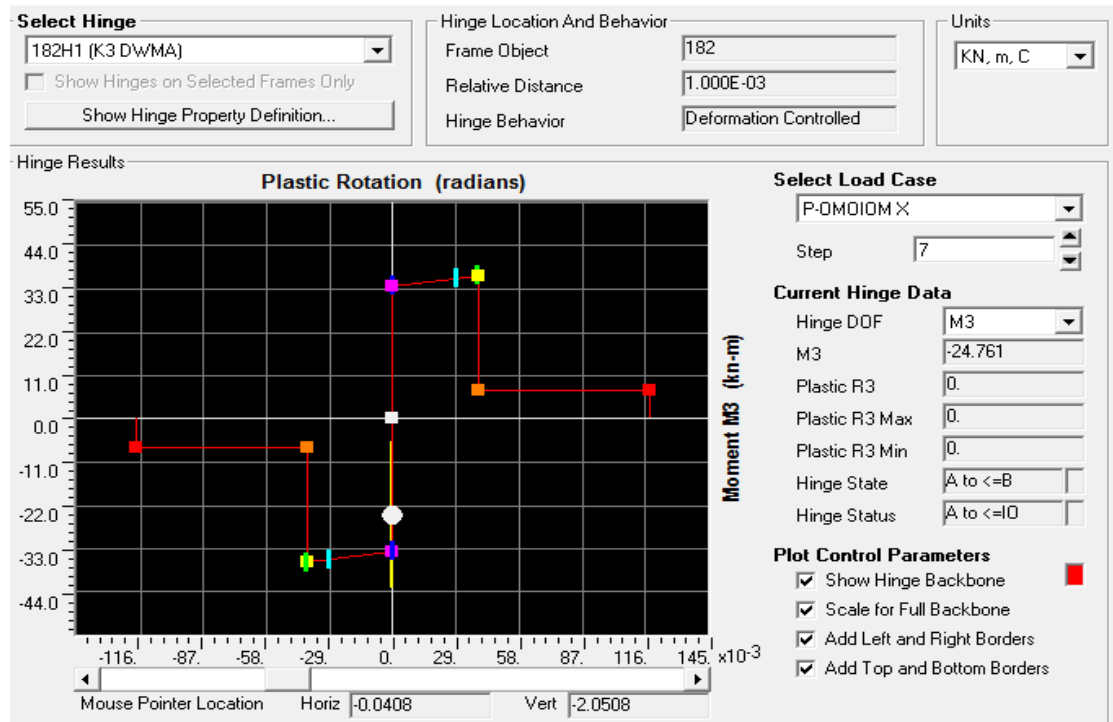 Select Hinge
182H1 (K3 DWMA)
Show Hinges on Selected Frames Only
Show Hinge Property Definition...
Hinge Location And Behavior
Frame Object 182
Relative Distance 1.000E-03
Hinge Behavior Deformation Controlled
Units
KN, m, C
Hinge Results
Plastic Rotation (radians)
55.0
44.0
33.0
22.0
11.0
0.0
-11.0
-22.0
-33.0
-44.0
-116. -87. -58. -29. 0. 29. 58. 87. 116. 145. x10-3
Moment M3 (kn-m)
Mouse Pointer Location Horiz -0.0408 Vert -2.0508
Select Load Case
P-OMOIOM X
Step 7
Current Hinge Data
Hinge DOF M3
M3 -24.761
Plastic R3 0.
Plastic R3 Max 0.
Plastic R3 Min 0.
Hinge State A to <=B
Hinge Status A to <=IO
Plot Control Parameters
Show Hinge Backbone
Scale for Full Backbone
Add Left and Right Borders
Add Top and Bottom Borders